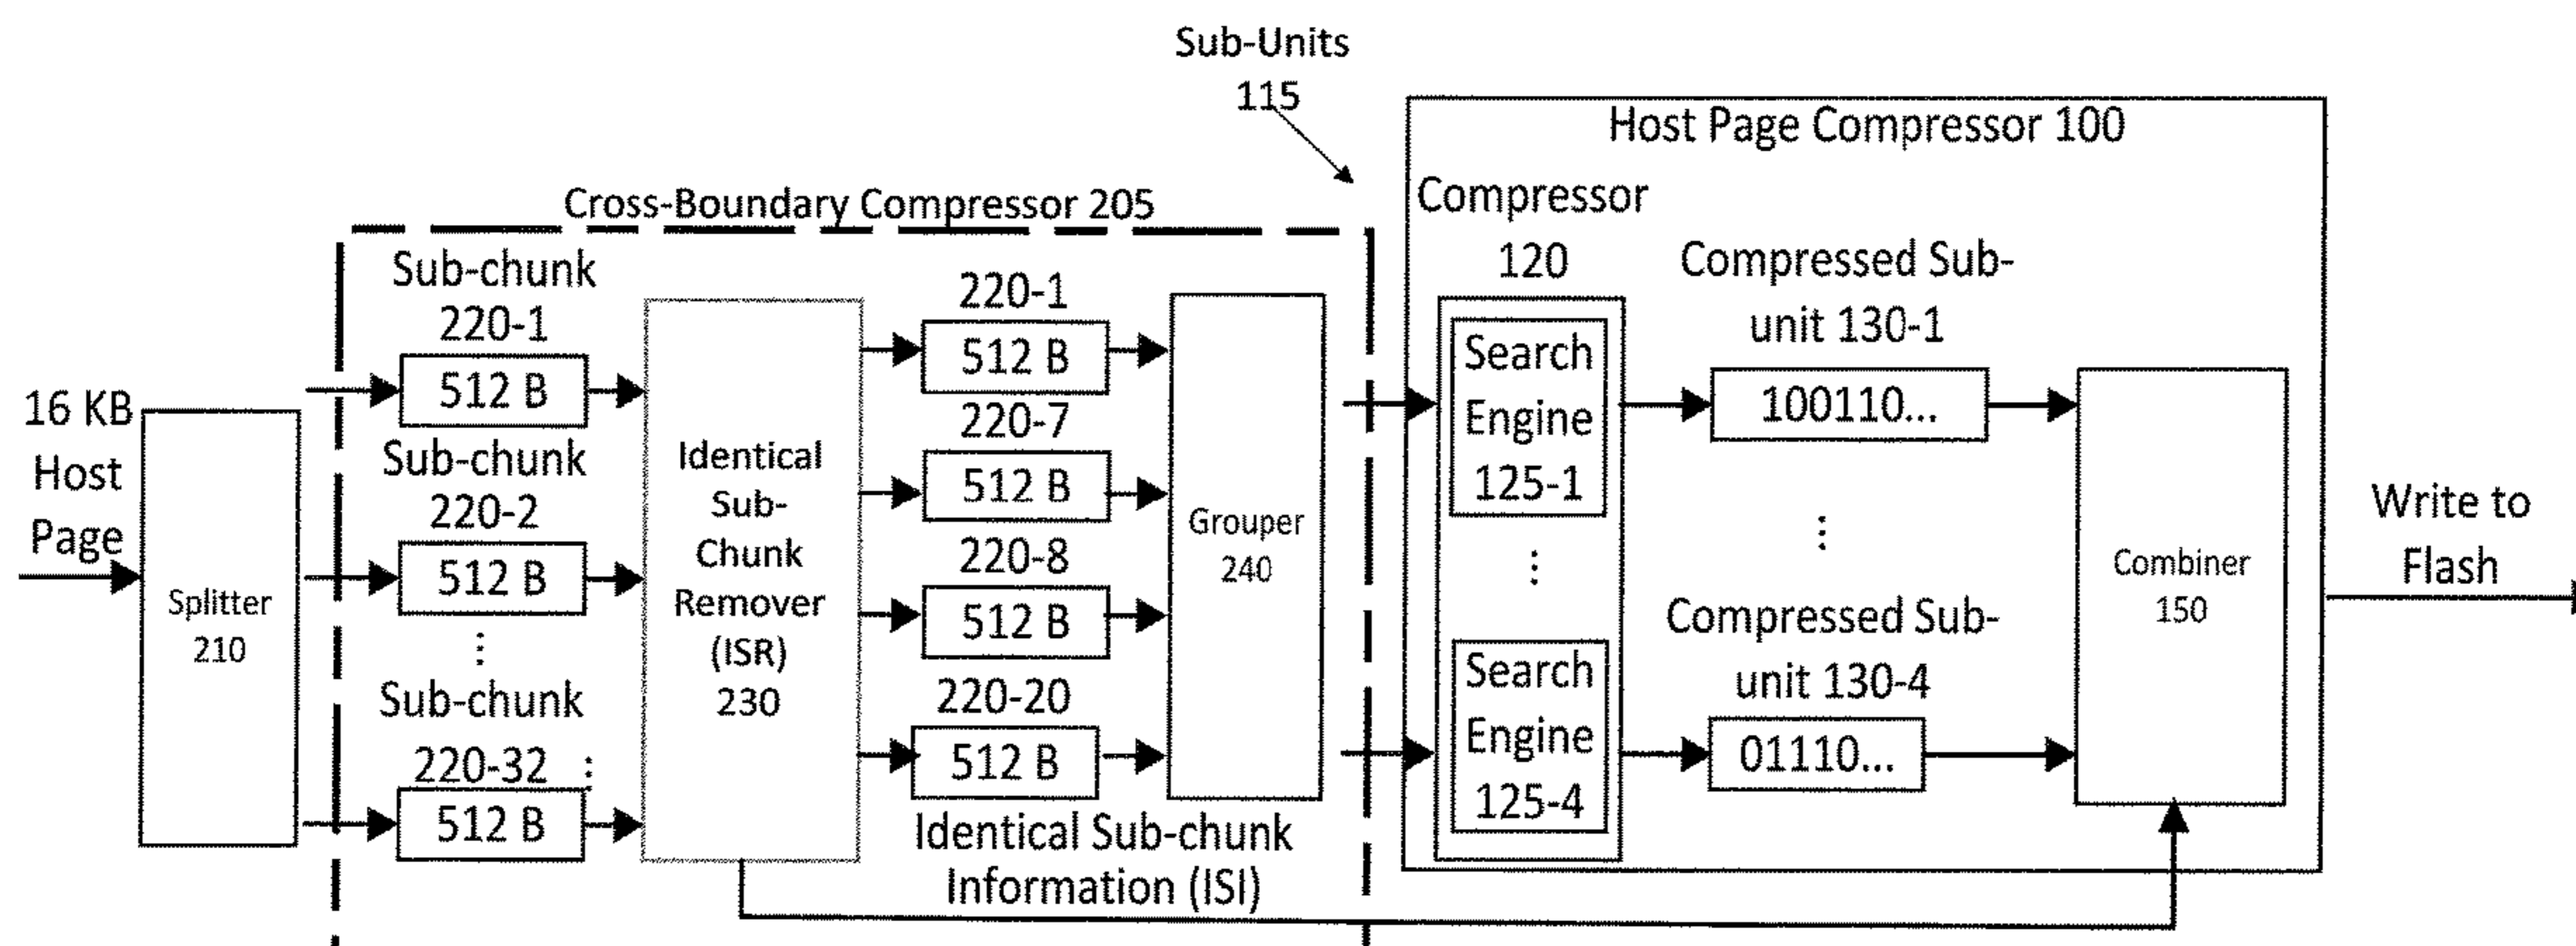 Sub-Units
115
Host Page Compressor 100
Cross-Boundary Compressor 205
16 KB
Host
Page
Splitter
210
Sub-chunk
220-1
512 B
Sub-chunk
220-2
512 B
⋮
Sub-chunk
220-32 ⋮
512 B
Identical
Sub-
Chunk
Remover
(ISR)
230
220-1
512 B
220-7
512 B
220-8
512 B
220-20
512 B
Identical Sub-chunk
Information (ISI)
Grouper
240
Compressor
120
Search
Engine
125-1
⋮
Search
Engine
125-4
Compressed Sub-
unit 130-1
100110...
⋮
Compressed Sub-
unit 130-4
01110...
Combiner
150
Write to
Flash